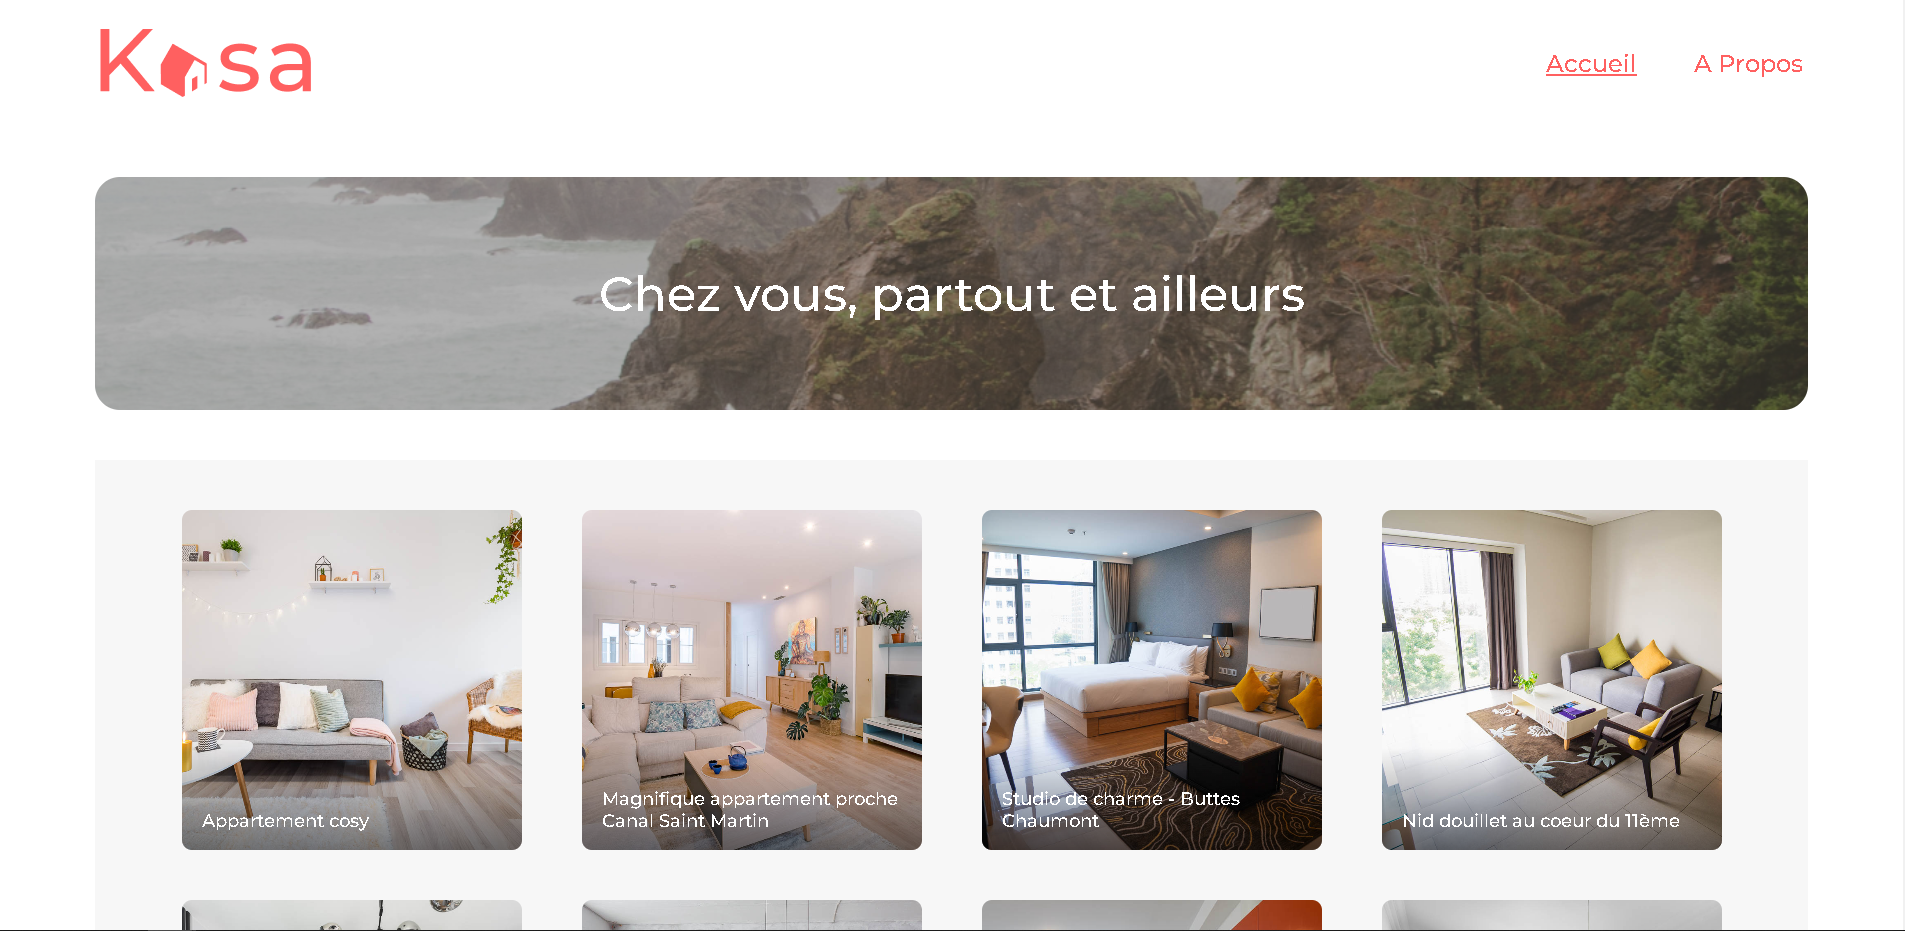 Kasa
Accueil
A Propos
Chez vous, partout et ailleurs
Appartement cosy
Magnifique appartement proche
Canal Saint Martin
Studio de charme - Buttes
Chaumont
Nid douillet au coeur du 11ème